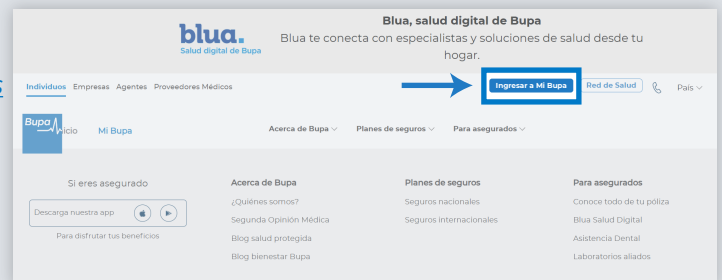 blua.
Salud digital de Bupa
Blua, salud digital de Bupa
Blua te conecta con especialistas y soluciones de salud desde tu
hogar.
Individuos Empresas Agentes Proveedores Médicos
Ingresar a Mi Bupa Red de Salud País
Bupa
icio Mi Bupa Acerca de Bupa Planes de seguros Para asegurados
Si eres asegurado
Descarga nuestra app
Para disfrutar tus beneficios
Acerca de Bupa
¿Quiénes somos?
Segunda Opinión Médica
Blog salud protegida
Blog bienestar Bupa
Planes de seguros
Seguros nacionales
Seguros internacionales
Para asegurados
Conoce todo de tu póliza
Blua Salud Digital
Asistencia Dental
Laboratorios aliados